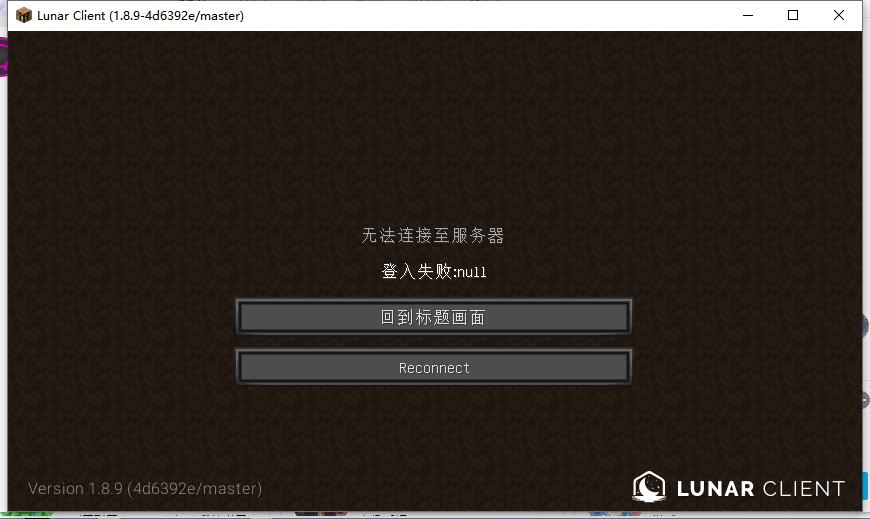 Lunar Client (1.8.9-4d6392e/master)
无法连接至服务器
登入失败:null
回到标题画面
Reconnect
Version 1.8.9 (4d6392e/master)
LUNAR CLIENT